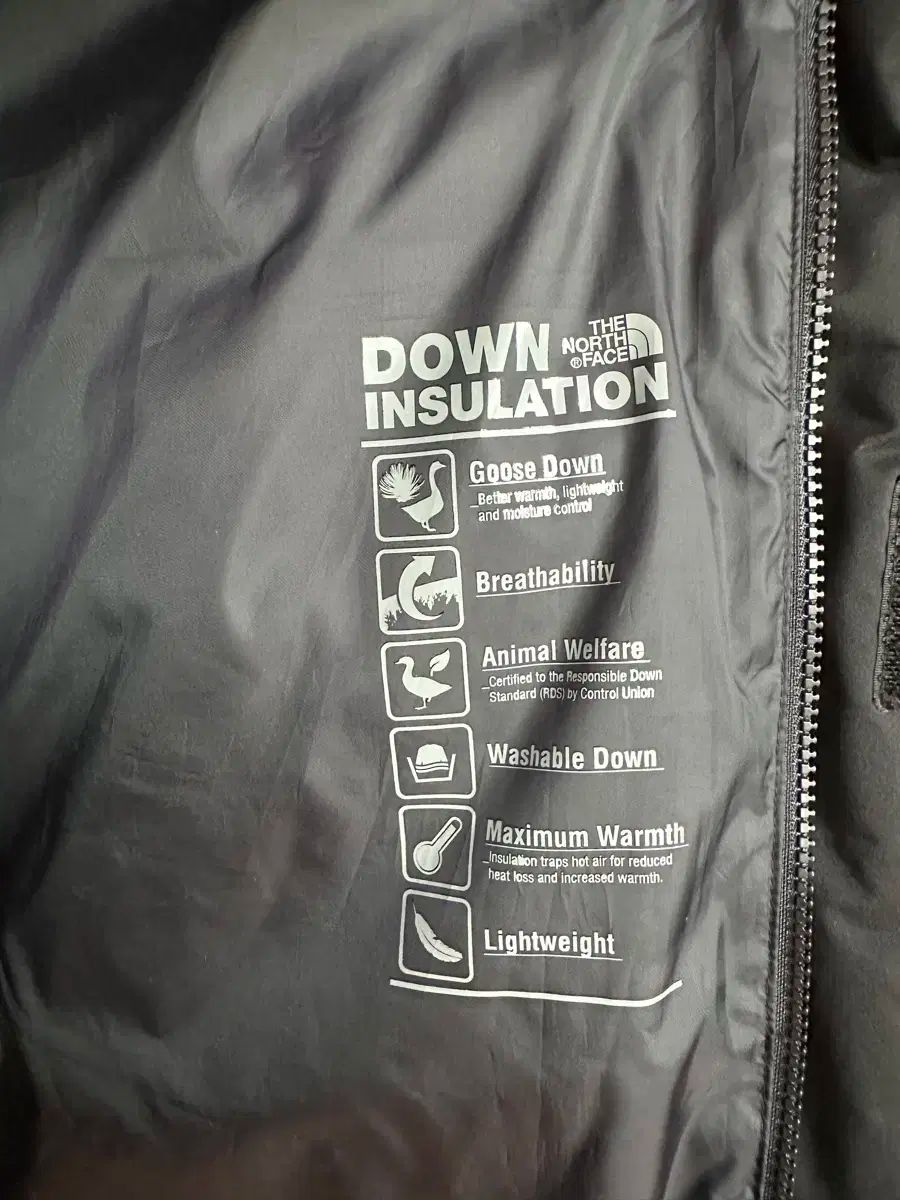 DOWN
THE
NORTH
®FACE
INSULATION
Goose Down
Better warmth, lightweight
and moisture control
Breathability
Animal Welfare
Certified to the Responsible Down
Standard (RDS) by Control Union
Washable Down
Maximum Warmth
Insulation traps hot air for reduced
heat loss and increased warmth.
Lightweight